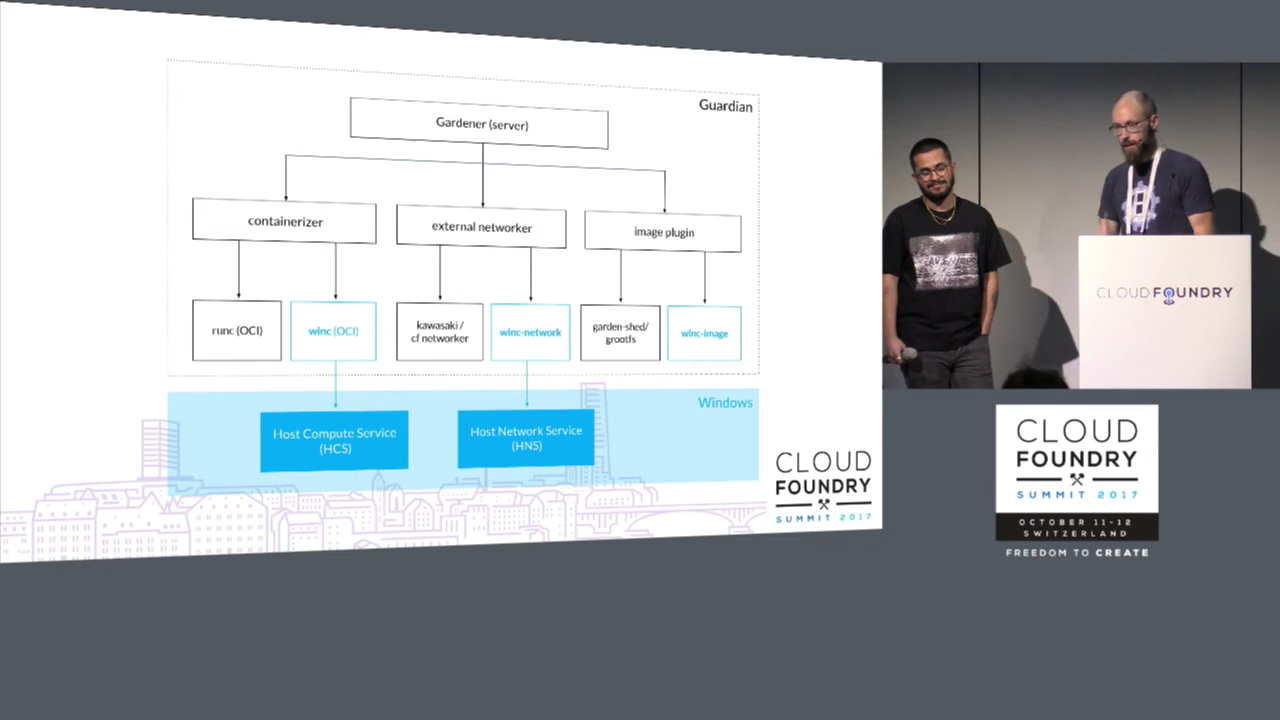 Guardian
Gardener (server)
containerizer
external networker
image plugin
runc (OCI)
winc (OCI)
kawasaki /
cf networker
winc-network
garden-shed/
grootfs
winc-image
Windows
Host Compute Service
(HCS)
Host Network Service
(HNS)
CLOUD
FOUNDRY
SUMMIT 2017
CLOUDFOUNDRY
CLOUD
FOUNDRY
SUMMIT 2017
OCTOBER 11-12
SWITZERLAND
FREEDOM TO CREATE